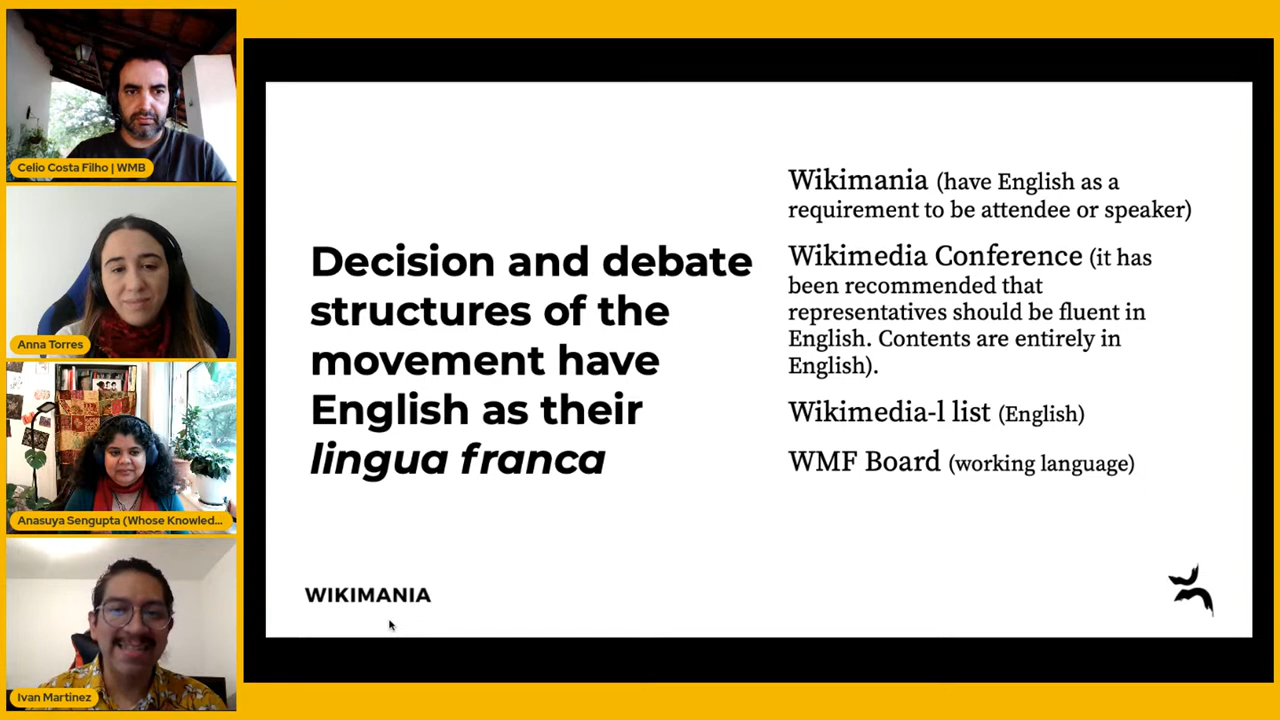 Celio Costa Filho | WMB
Anna Torres
Anasuya Sengupta (Whose Knowled...
Ivan Martinez
Decision and debate
structures of the
movement have
English as their
lingua franca
WIKIMANIA
Wikimania (have English as a
requirement to be attendee or speaker)
Wikimedia Conference (it has
been recommended that
representatives should be fluent in
English. Contents are entirely in
English).
Wikimedia-l list (English)
WMF Board (working language)